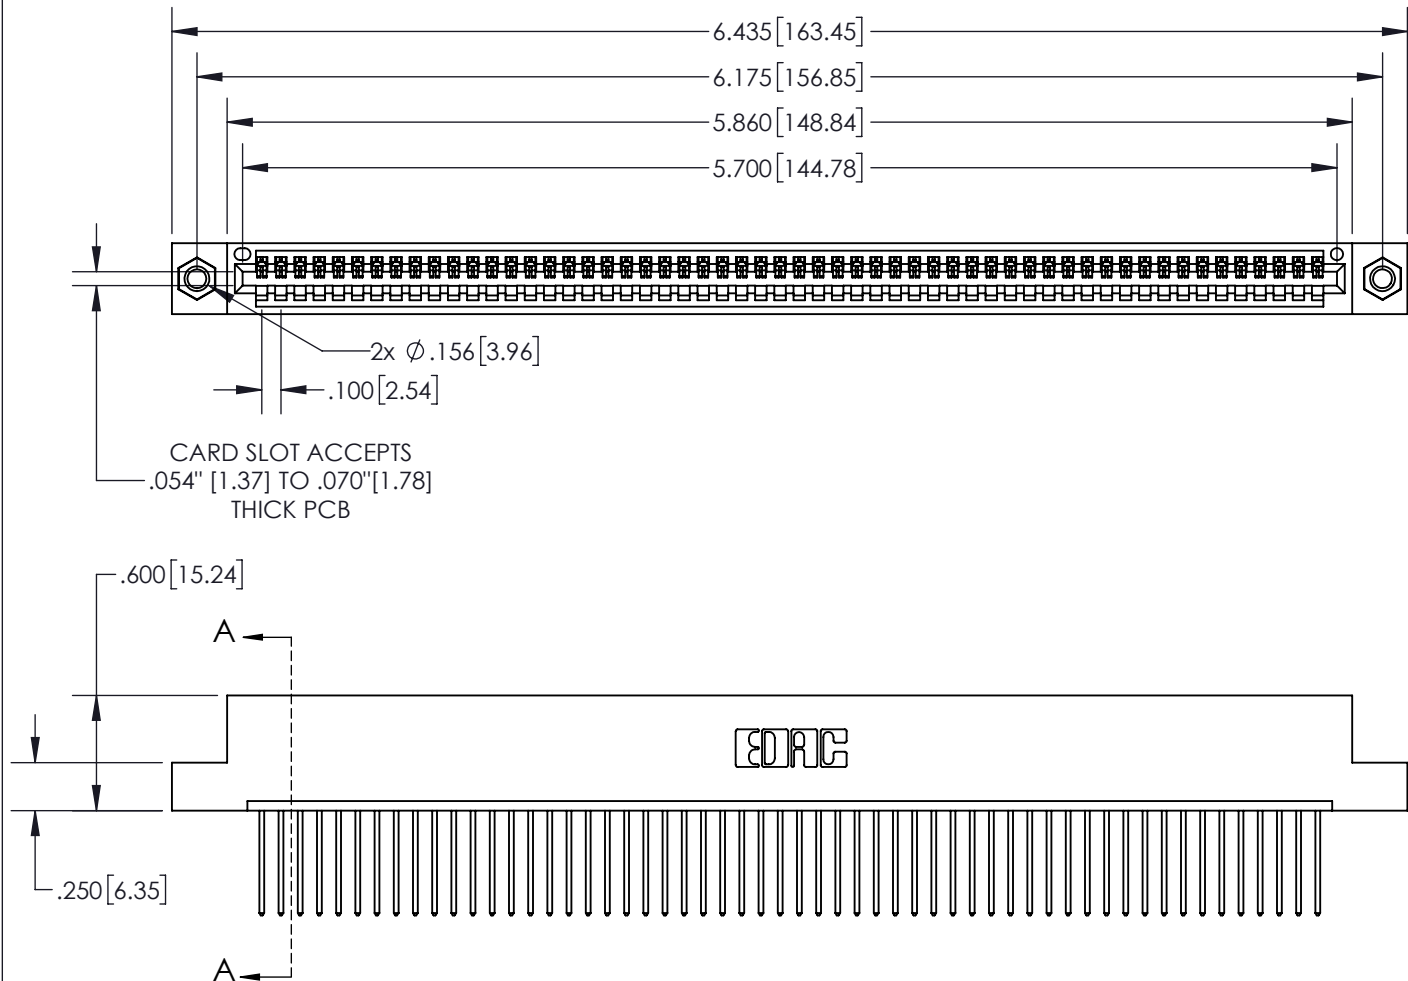 6.435[163.45]
6.175[156.85]
5.860[148.84]
5.700[144.78]
2x Ø.156[3.96]
.100[2.54]
CARD SLOT ACCEPTS
.054" [1.37] TO .070"[1.78]
THICK PCB
.600[15.24]
A
EDAC
.250[6.35]
A